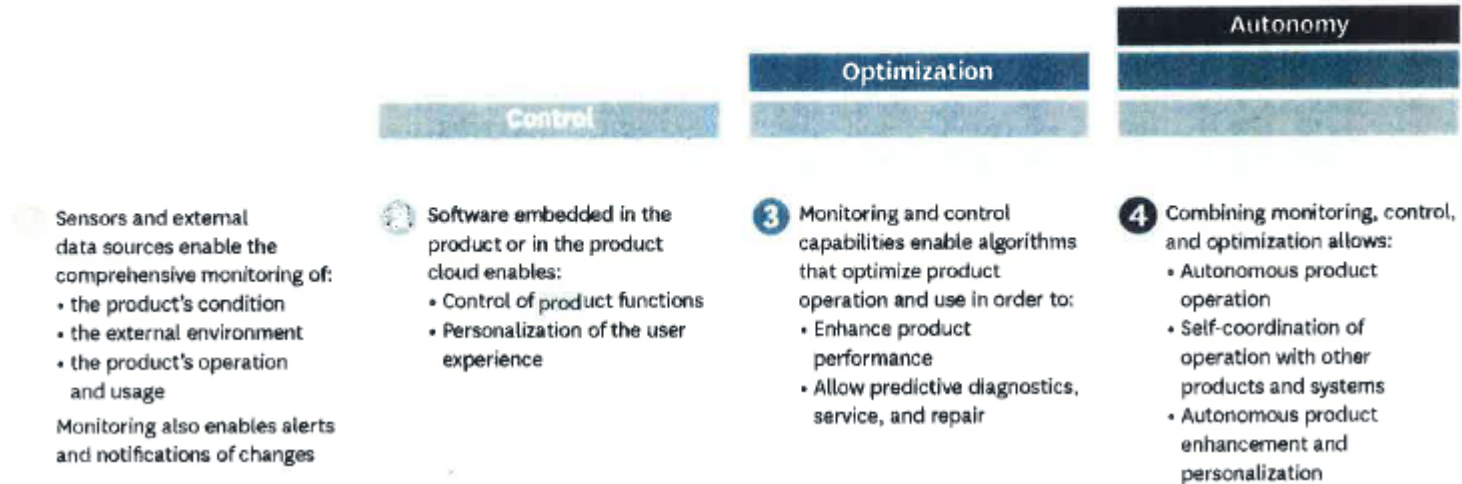 Autonomy
Optimization
Control
Sensors and external
data sources enable the
comprehensive monitoring of:
• the product's condition
• the external environment
• the product's operation
and usage
Monitoring also enables alerts
and notifications of changes
Software embedded in the
product or in the product
cloud enables:
• Control of product functions
• Personalization of the user
experience
3 Monitoring and control
capabilities enable algorithms
that optimize product
operation and use in order to:
• Enhance product
performance
• Allow predictive diagnostics,
service, and repair
4 Combining monitoring, control,
and optimization allows:
• Autonomous product
operation
• Self-coordination of
operation with other
products and systems
• Autonomous product
enhancement and
personalization